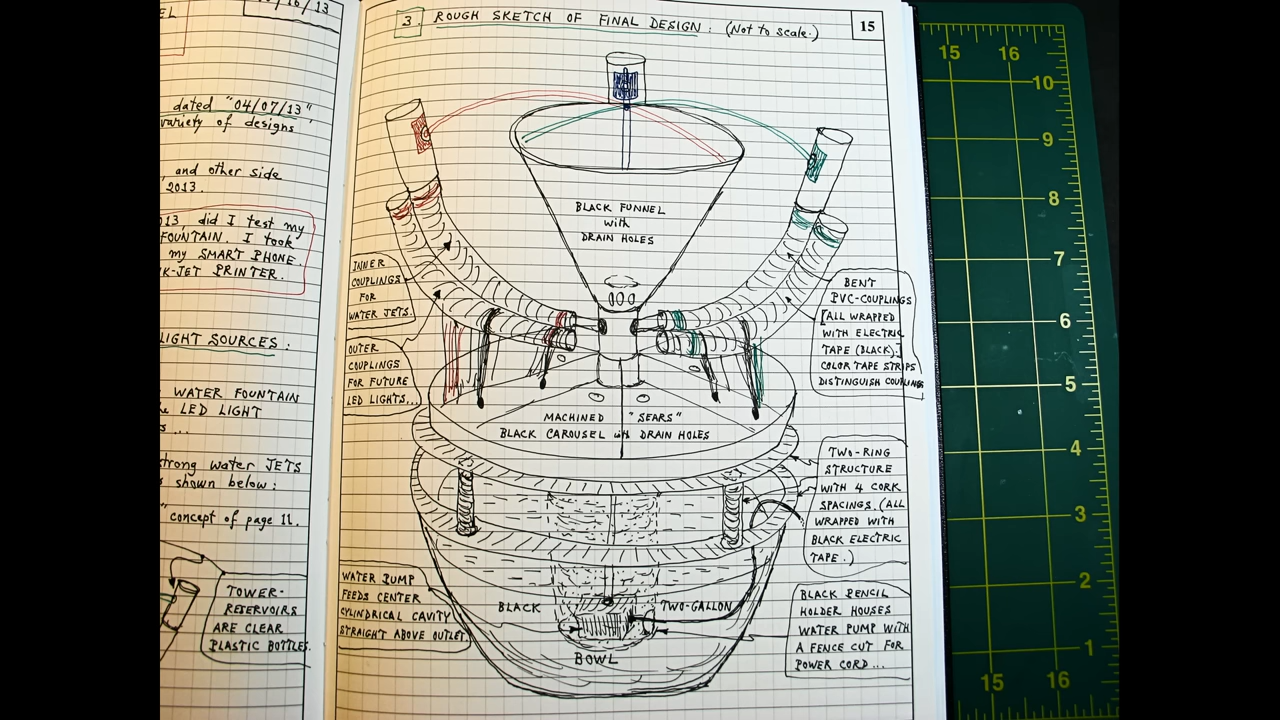 16/13
dated "04/07/13"
variety of designs
, and other side
2013.
13 did I test my
FOUNTAIN. I took
my SMART PHONE.
K-JET PRINTER.
LIGHT SOURCES.
WATER FOUNTAIN
LED LIGHT
strong water JETS
shown below:
concept of page 11.
TOWER-
RESERVOIRS
ARE CLEAR
PLASTIC BOTTLES.
3. ROUGH SKETCH OF FINAL DESIGN: (Not to scale.)
15
BLACK FUNNEL
with
DRAIN HOLES
INNER
COUPLINGS
FOR
WATER JETS.
OUTER
COUPLINGS
FOR FUTURE
LED LIGHTS...
BENT
PVC-COUPLINGS
[ALL WRAPPED
WITH ELECTRIC
TAPE (BLACK).]
COLOR TAPE STRIPS
DISTINGUISH COUPLINGS
MACHINED "SEARS"
BLACK CAROUSEL with DRAIN HOLES
TWO-RING
STRUCTURE
WITH 4 CORK
SPACINGS. (ALL
WRAPPED WITH
BLACK ELECTRIC
TAPE.)
WATER PUMP
FEEDS CENTER
CYLINDRICAL CAVITY
STRAIGHT ABOVE OUTLET.
BLACK TWO-GALLON
BOWL
BLACK PENCIL
HOLDER HOUSES
WATER PUMP WITH
A FENCE CUT FOR
POWER CORD...
15 16
10
9
8
7
6
5
4
3
2
1
15 16